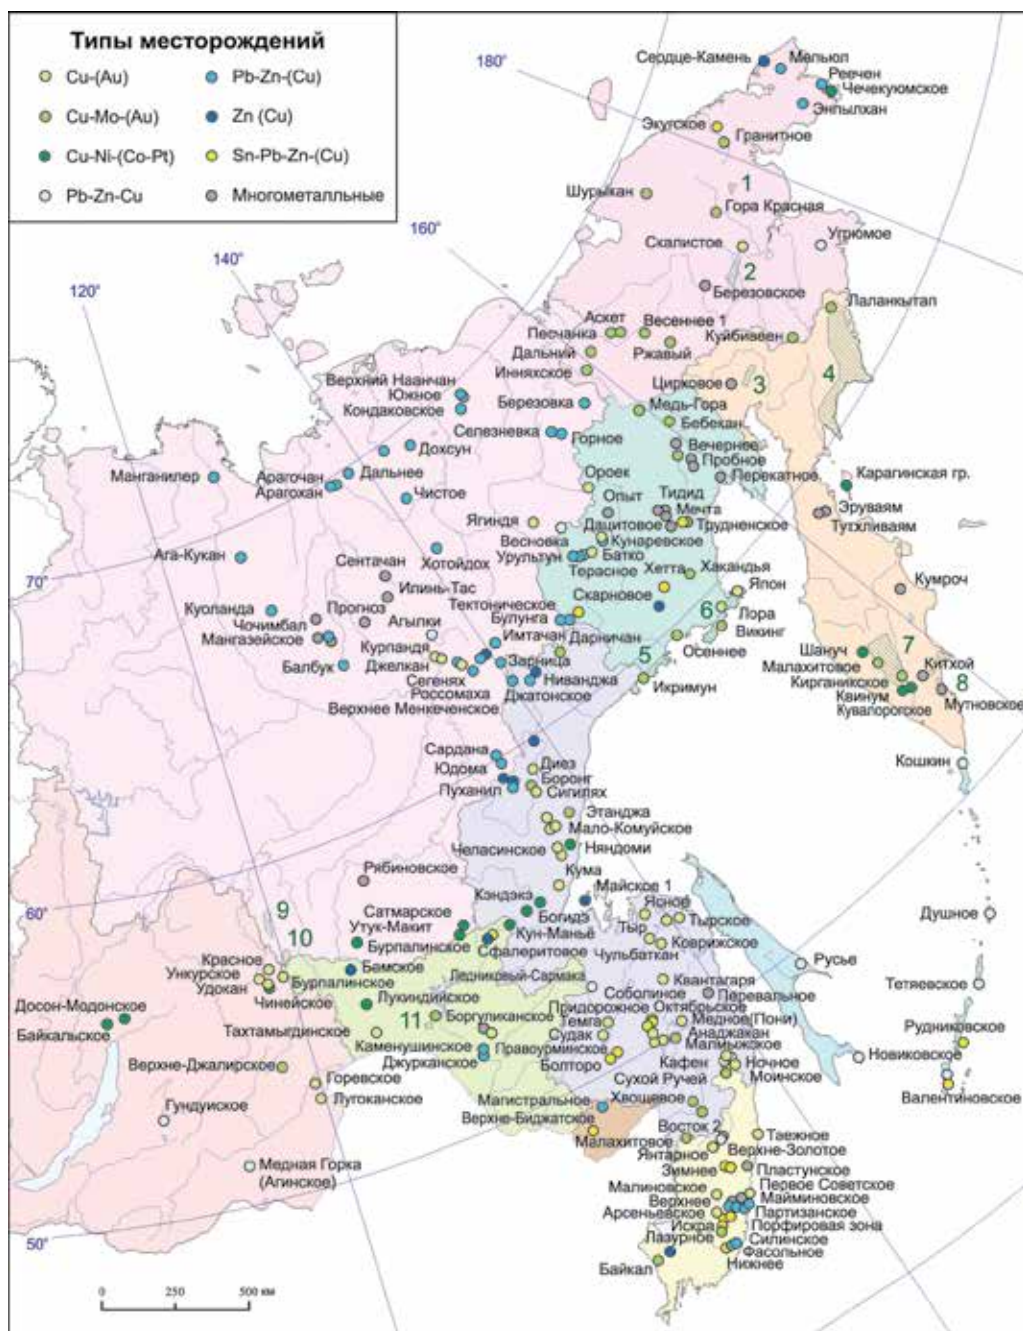 Типы месторождений
Cu-(Au)
Pb-Zn-(Cu)
Cu-Mo-(Au)
Zn (Cu)
Cu-Ni-(Co-Pt)
Sn-Pb-Zn-(Cu)
Pb-Zn-Cu
Многометалльные
180°
160°
140°
120°
70°
60°
50°
Сердце-Камень
Мельюл
Реечен
Чечекуюмское
Энпылхан
Экугское
Гранитное
Шурыкан
1
Гора Красная
Скалистое
Угрюмое
2
Березовское
Лаланкытап
Аскет
Песчанка
Весеннее 1
Куйбивеен
Дальний
Ржавый
Инняхское
4
Цирковое
3
Верхний Наанчан
Южное
Кондаковское
Березовка
Медь-Гора
Бебекан
Селезневка
Горное
Вечернее
Пробное
Перекатное
Дохсун
Манганилер
Арагочан
Арагохан
Дальнее
Чистое
Ороек
Опыт
Тидид
Мечта
Дацитовое
Трудненское
Карагинская гр.
Эруваям
Тутхливаям
Ягиндя
Весновка
Кунаревское
Урультун
Батко
Терасное
Хетта
Хакандья
Ага-Кукан
Сентачан
Хотойдох
Илинь-Тас
Япон
Кумроч
Скарновое
Тектоническое
Булунга
6
Лора
Викинг
Куоланда
Прогноз
Чочимбал
Мангазейское
Агылки
Имтачан
Дарничан
Осеннее
5
7
Курпандя
Джелкан
Зарница
Балбук
Сегенях
Ниванджа
Россомаха
Джатонское
Верхнее Менкеченское
Икримун
Шануч
Малахитовое
Китхой
Кирганикское
8
Квинум
Кувалорогское
Мутновское
Кошкин
Сардана
Юдома
Диез
Боронг
Пуханил
Сигилях
Этанджа
Мало-Комуйское
Челасинское
Няндоми
Рябиновское
Кума
Майское 1
Кэндэкэ
Ясное
Душное
9
Сатмарское
Богидэ
Тырское
10
Утук-Макит
Кун-Маньё
Тыр
Бурпалинское
Сфалеритовое
Коврижское
Чульбаткан
Красное
Бамское
Русье
Ункурское
Бурпалинское
Ледниковый-Сармака
Квантагара
Тетяевское
Удокан
Соболиное
Перевальное
Чинейское
Лукиндийское
Досон-Модонское
Придорожное
Октябрьское
Рудниковское
11
Боргуликанское
Темга
Медное(Пони)
Байкальское
Тахтамыгдинское
Судак
Анаджакан
Каменушинское
Правоурминское
Малмыжское
Верхне-Джалирское
Джурканское
Болторо
Кафен
Ночное
Новиковское
Горевское
Сухой Ручей
Моинское
Лугоканское
Хвощевое
Валентиновское
Гундуиское
Магистральное
Верхне-Биджатское
Восток 2
Таежное
Малахитовое
Верхне-Золотое
Янтарное
Медная Горка
(Агинское)
Зимнее
Пластунское
Малиновское
Первое Советское
Верхнее
Майминовское
Арсеньевское
Партизанское
Искра
Порфировая зона
Лазурное
Силинское
Байкал
Фасольное
Нижнее
0
250
500 км